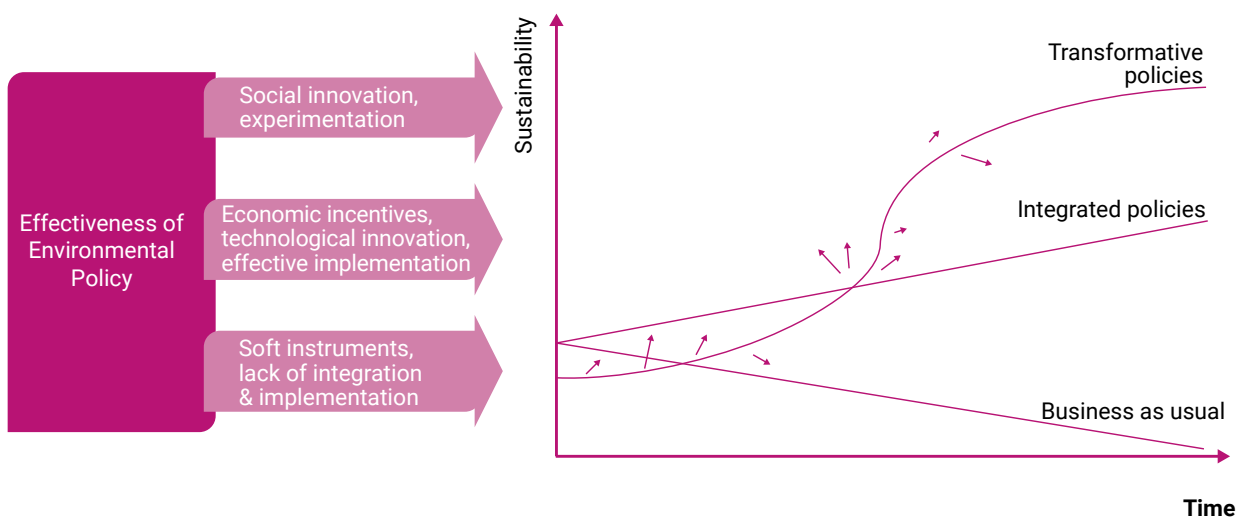 Effectiveness of
Environmental
Policy
Social innovation,
experimentation
Economic incentives,
technological innovation,
effective implementation
Soft instruments,
lack of integration
& implementation
Sustainability
Transformative
policies
Integrated policies
Business as usual
Time